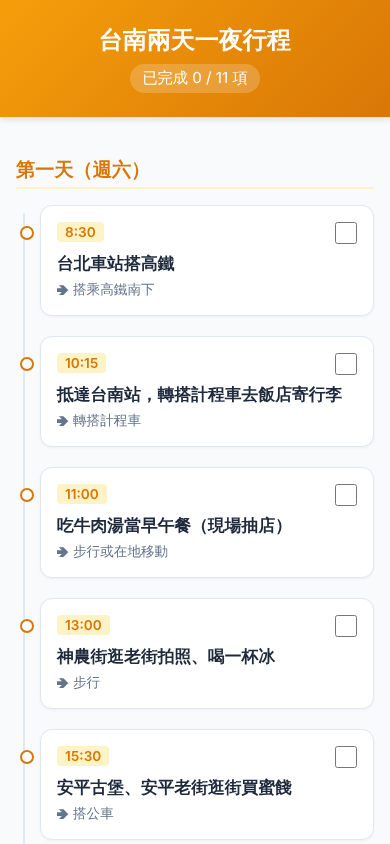 台南兩天一夜行程
已完成 0 / 11 項
第一天（週六）
8:30
台北車站搭高鐵
搭乘高鐵南下
10:15
抵達台南站，轉搭計程車去飯店寄行李
轉搭計程車
11:00
吃牛肉湯當早午餐（現場抽店）
步行或在地移動
13:00
神農街逛老街拍照、喝一杯冰
步行
15:30
安平古堡、安平老街逛街買蜜餞
搭公車